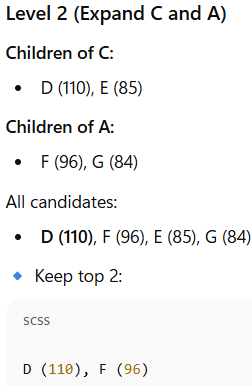 Level 2 (Expand C and A)
Children of C:
• D (110), E (85)
Children of A:
• F (96), G (84)
All candidates:
• D (110), F (96), E (85), G (84)
🔹 Keep top 2:
scss
D (110), F (96)